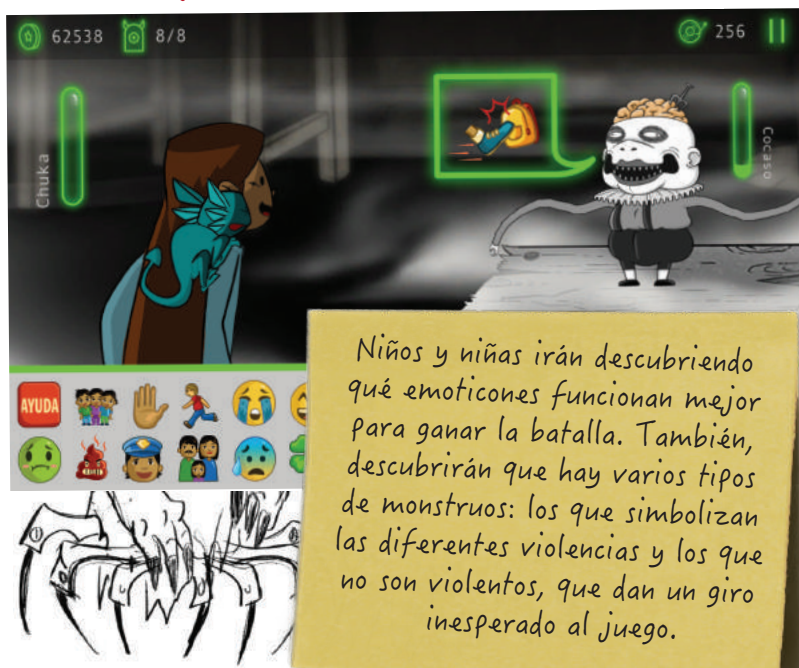 62538
8/8
256
Chuka
Cocaso
AYUDA
Niños y niñas irán descubriendo
qué emoticones funcionan mejor
para ganar la batalla. También,
descubrirán que hay varios tipos
de monstruos: los que simbolizan
las diferentes violencias y los que
no son violentos, que dan un giro
inesperado al juego.